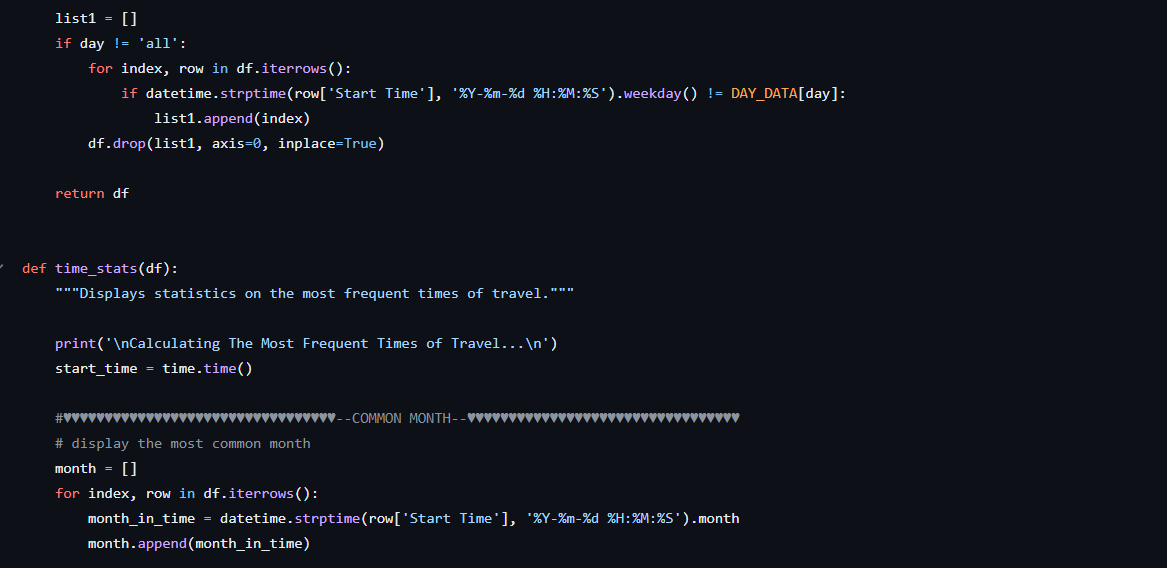 list1 = []
if day != 'all':
for index, row in df.iterrows():
if datetime.strptime(row['Start Time'], '%Y-%m-%d %H:%M:%S').weekday() != DAY_DATA[day]:
list1.append(index)
df.drop(list1, axis=0, inplace=True)
return df
def time_stats(df):
"""Displays statistics on the most frequent times of travel."""
print('\nCalculating The Most Frequent Times of Travel...\n')
start_time = time.time()
#♥♥♥♥♥♥♥♥♥♥♥♥♥♥♥♥♥♥♥♥♥♥♥♥♥♥♥♥♥♥♥♥♥--COMMON MONTH--♥♥♥♥♥♥♥♥♥♥♥♥♥♥♥♥♥♥♥♥♥♥♥♥♥♥♥♥♥♥♥♥♥
# display the most common month
month = []
for index, row in df.iterrows():
month_in_time = datetime.strptime(row['Start Time'], '%Y-%m-%d %H:%M:%S').month
month.append(month_in_time)